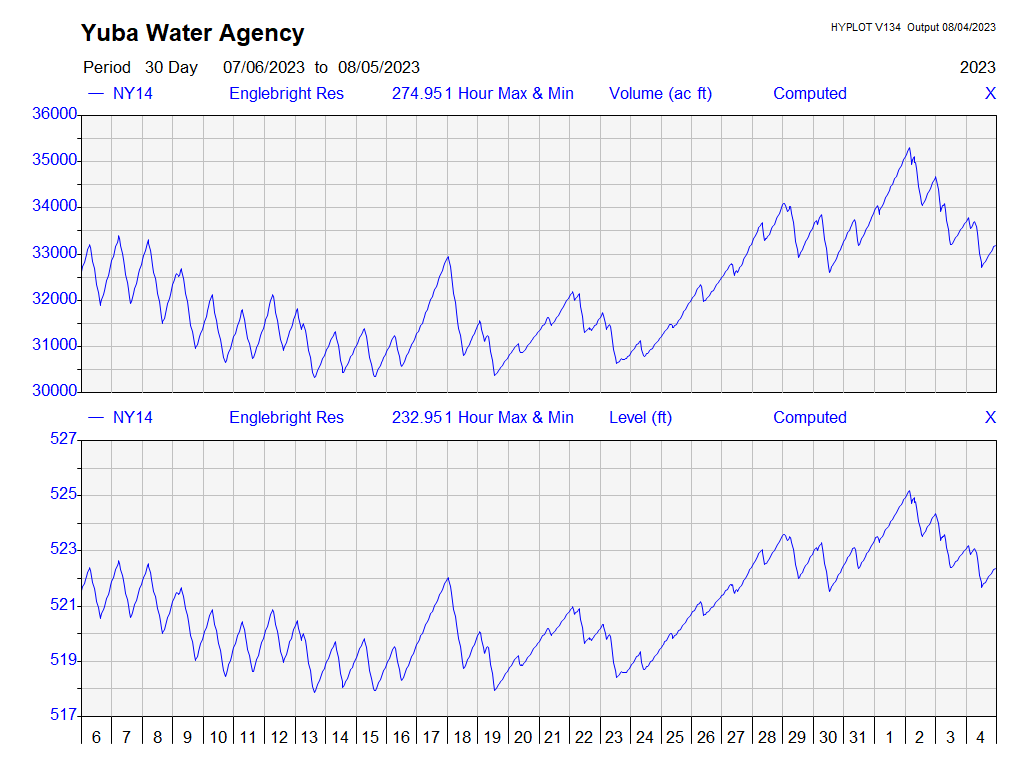 Yuba Water Agency
HYPLOT V134 Output 08/04/2023
Period 30 Day 07/06/2023 to 08/05/2023 2023
— NY14 Englebright Res 274.951 Hour Max & Min Volume (ac ft) Computed X
36000
35000
34000
33000
32000
31000
30000
— NY14 Englebright Res 232.951 Hour Max & Min Level (ft) Computed X
527
525
523
521
519
517
6 7 8 9 10 11 12 13 14 15 16 17 18 19 20 21 22 23 24 25 26 27 28 29 30 31 1 2 3 4